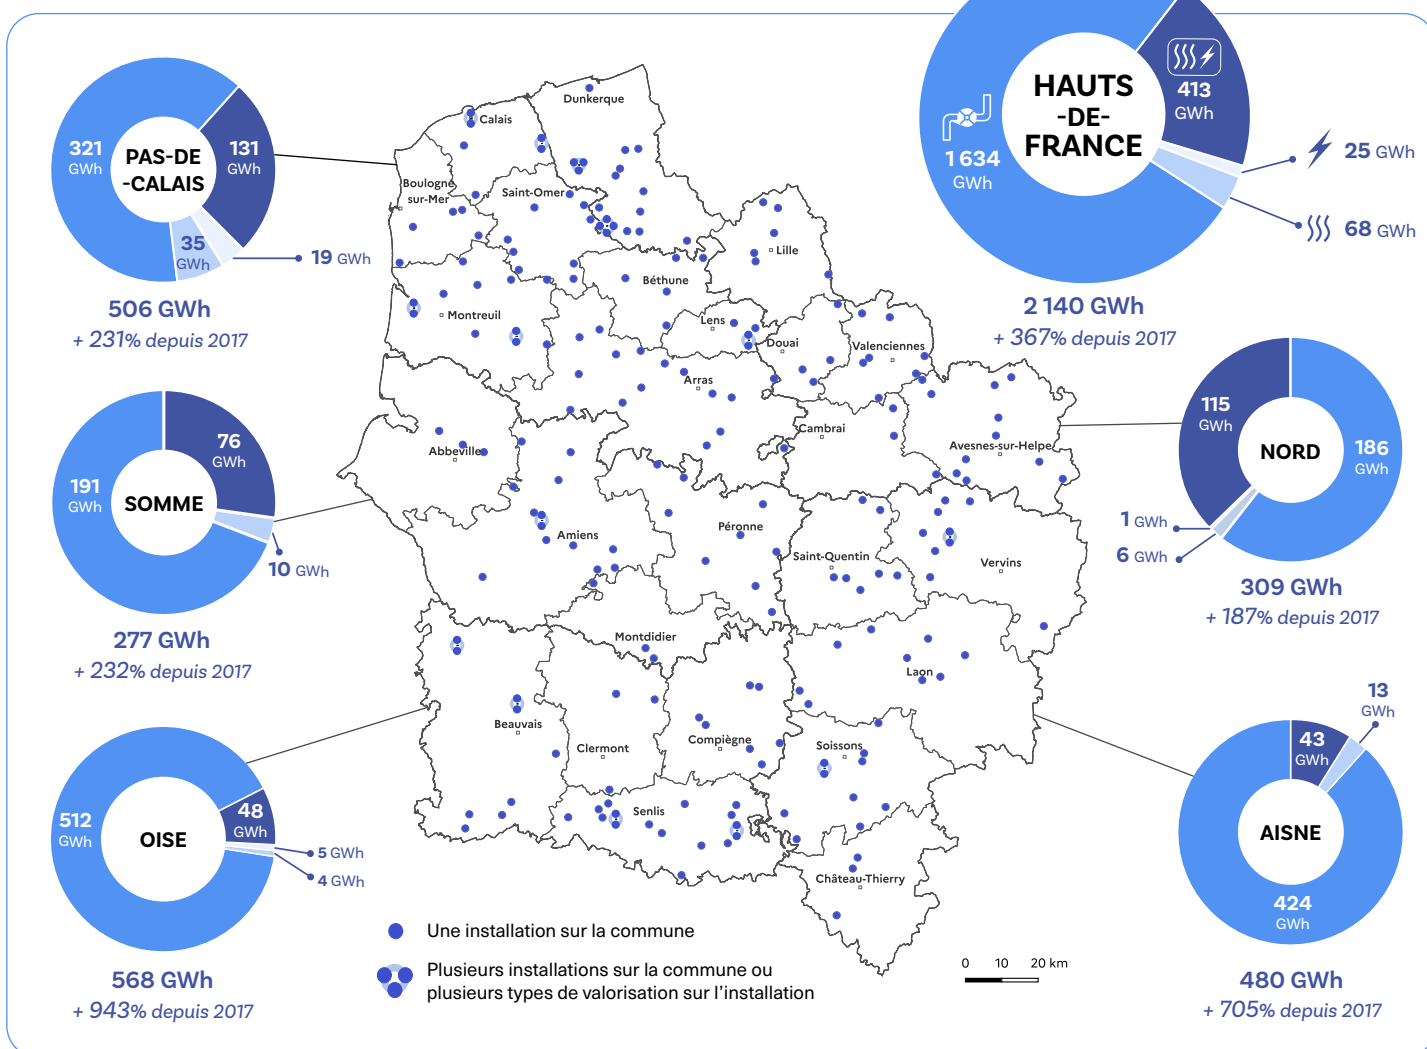 321
GWh
131
GWh
PAS-DE
-CALAIS
35
GWh
19 GWh
506 GWh
+ 231% depuis 2017
191
GWh
76
GWh
SOMME
10 GWh
277 GWh
+ 232% depuis 2017
512
GWh
48
GWh
OISE
5 GWh
4 GWh
568 GWh
+ 943% depuis 2017
Dunkerque
Calais
Boulogne
sur-Mer
Saint-Omer
Lille
Béthune
Montreuil
Lens
Douai
Valenciennes
Arras
Cambrai
Avesnes-sur-Helpe
Abbeville
Amiens
Péronne
Saint-Quentin
Vervins
Montdidier
Laon
Beauvais
Clermont
Compiègne
Soissons
Senlis
Château-Thierry
Une installation sur la commune
Plusieurs installations sur la commune ou
plusieurs types de valorisation sur l'installation
0 10 20 km
HAUTS
-DE-
FRANCE
1 634
GWh
413
GWh
25 GWh
68 GWh
2 140 GWh
+ 367% depuis 2017
115
GWh
186
GWh
NORD
1 GWh
6 GWh
309 GWh
+ 187% depuis 2017
43
GWh
13
GWh
AISNE
424
GWh
480 GWh
+ 705% depuis 2017